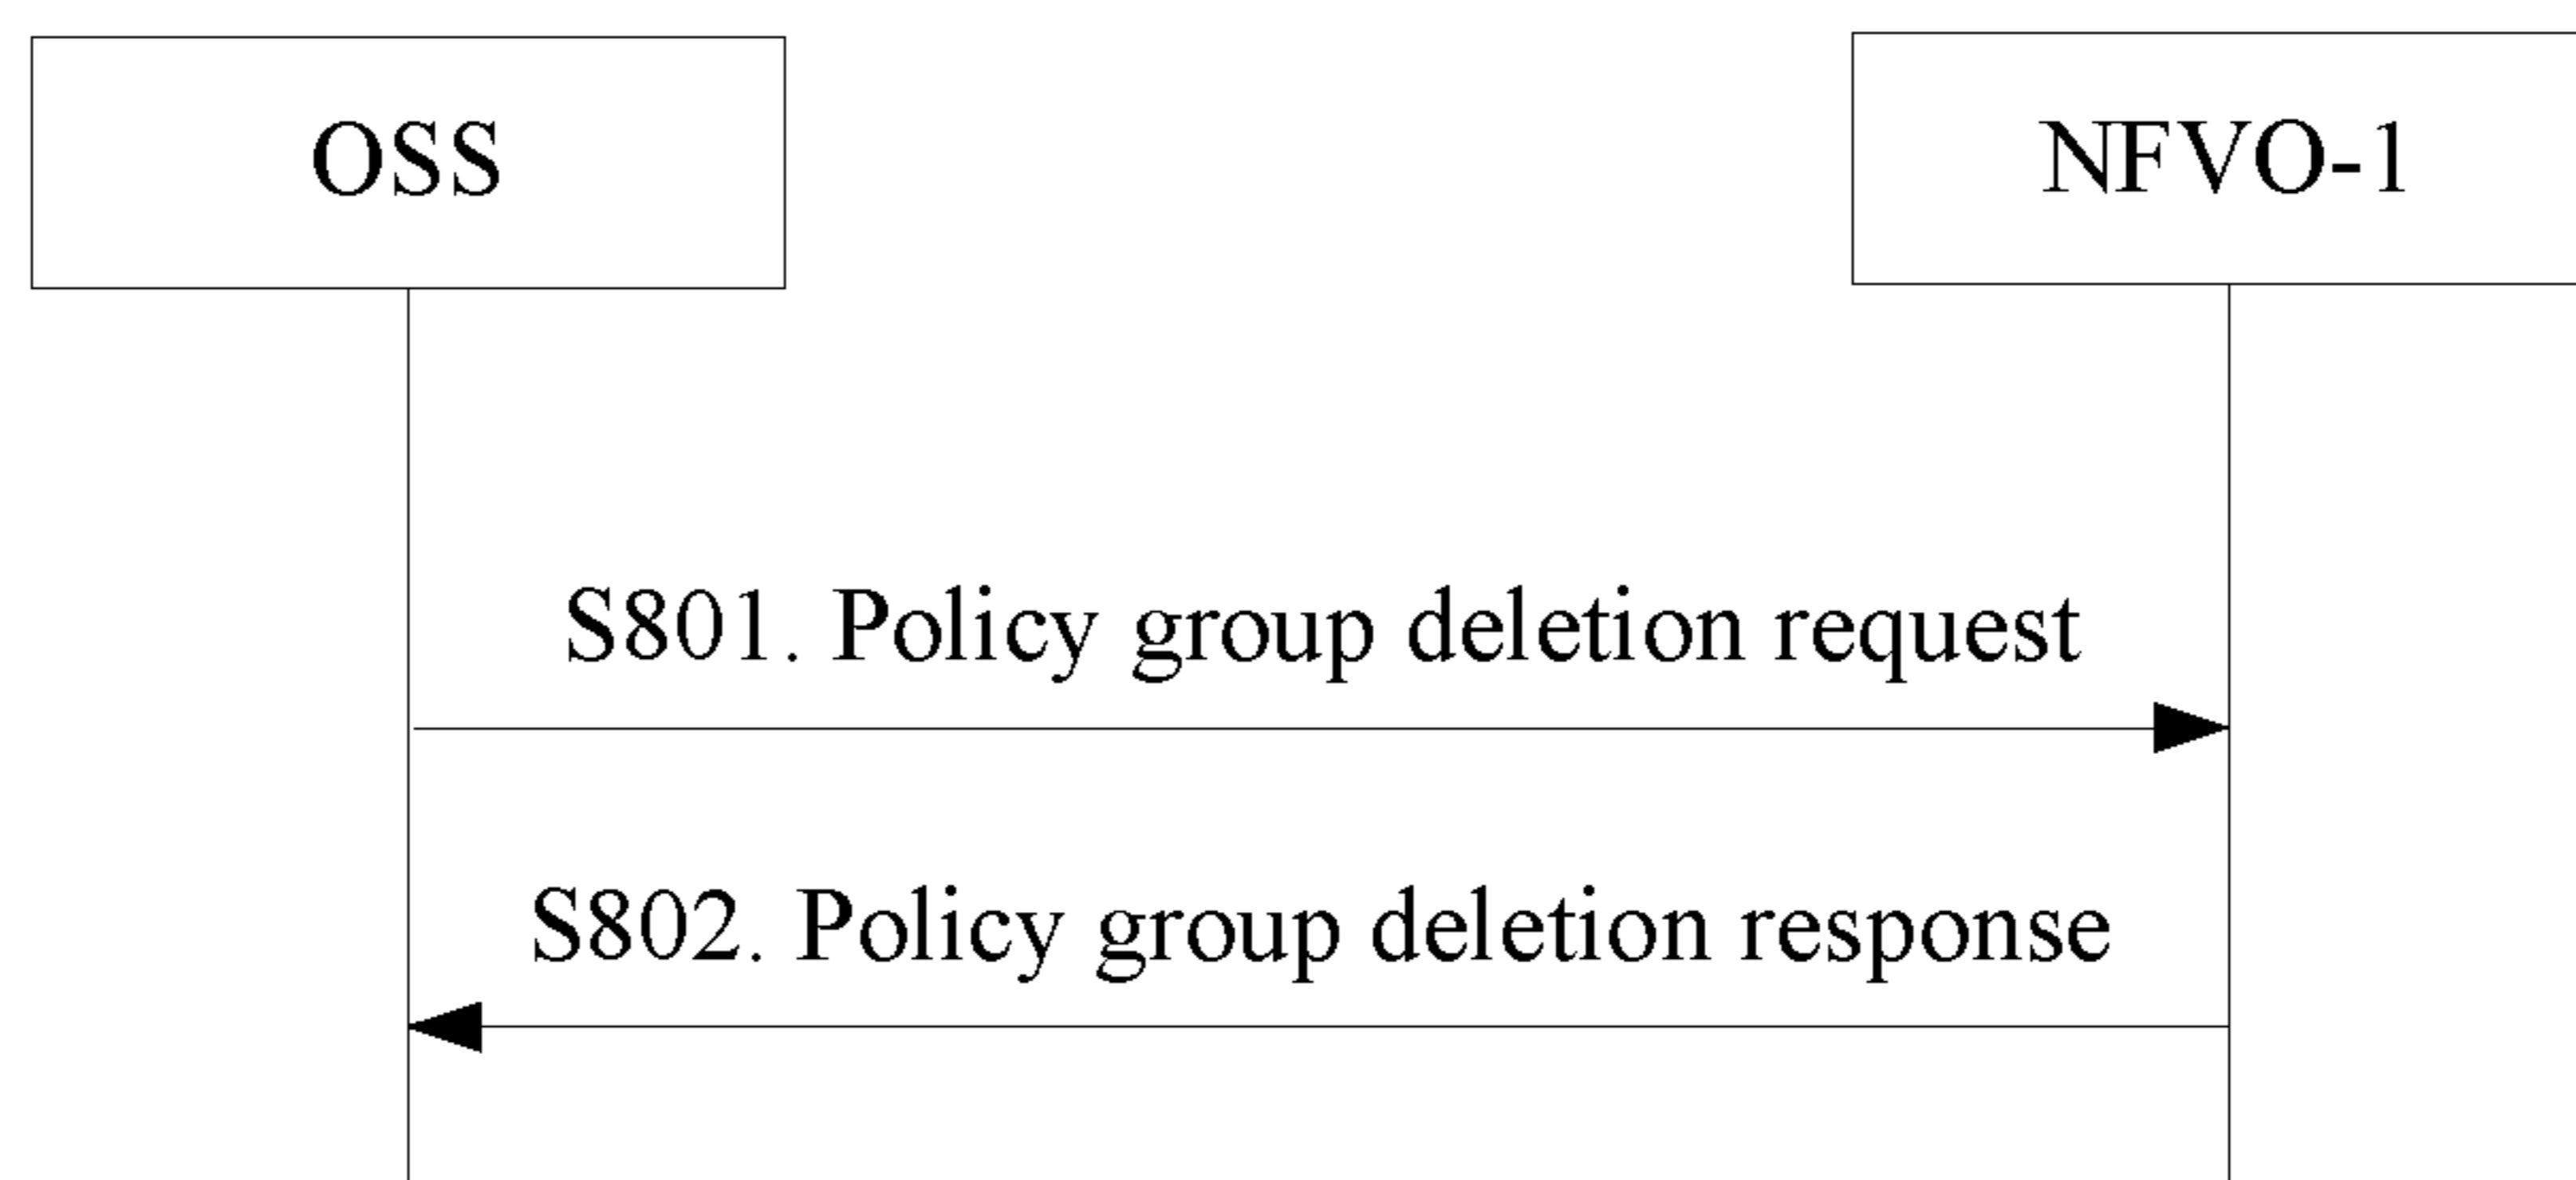 OSS
NFVO-1
S801. Policy group deletion request
S802. Policy group deletion response